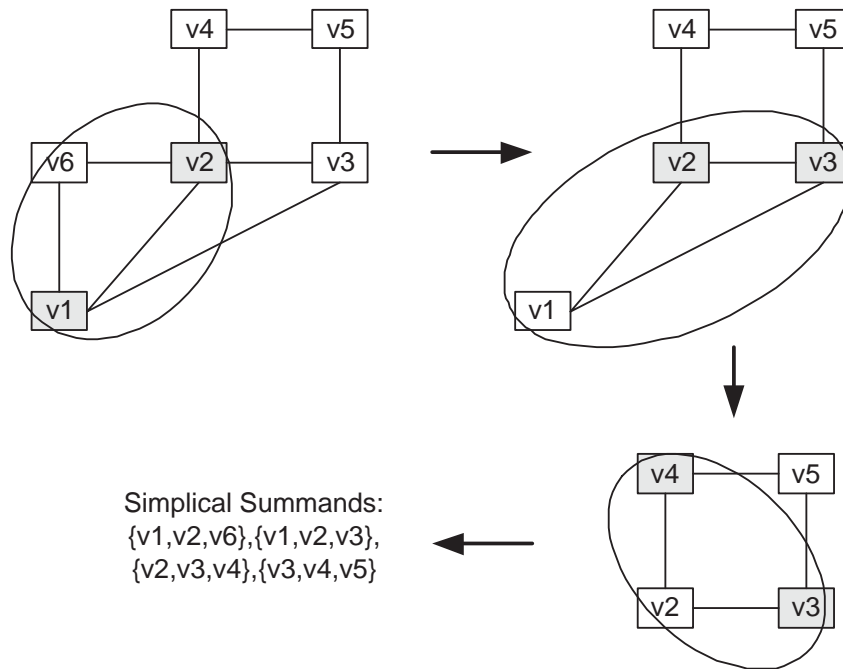 v4
v5
v6
v2
v3
v1
v4
v5
v2
v3
v1
v4
v5
v2
v3
Simplical Summands:
{v1,v2,v6},{v1,v2,v3},
{v2,v3,v4},{v3,v4,v5}